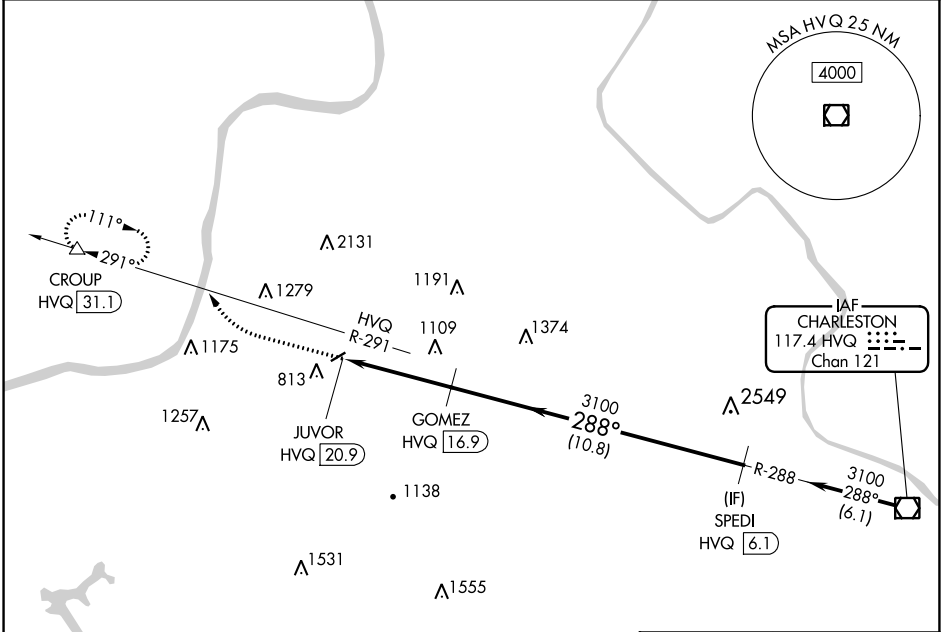 MSA HVQ 25 NM
4000
111°
291°
CROUP
HVQ 31.1
2131
1279
1191
HVQ
R-291
1109
1374
1175
813
IAF
CHARLESTON
117.4 HVQ
Chan 121
1257
JUVOR
HVQ 20.9
GOMEZ
HVQ 16.9
3100
288°
(10.8)
2549
R-288
3100
288°
(6.1)
(IF)
SPEDI
HVQ 6.1
1138
1531
1555